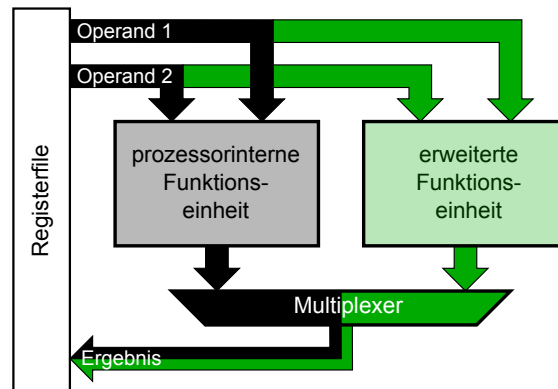 Operand 1
Operand 2
Registerfile
prozessorinterne
Funktions-
einheit
erweiterte
Funktions-
einheit
Multiplexer
Ergebnis